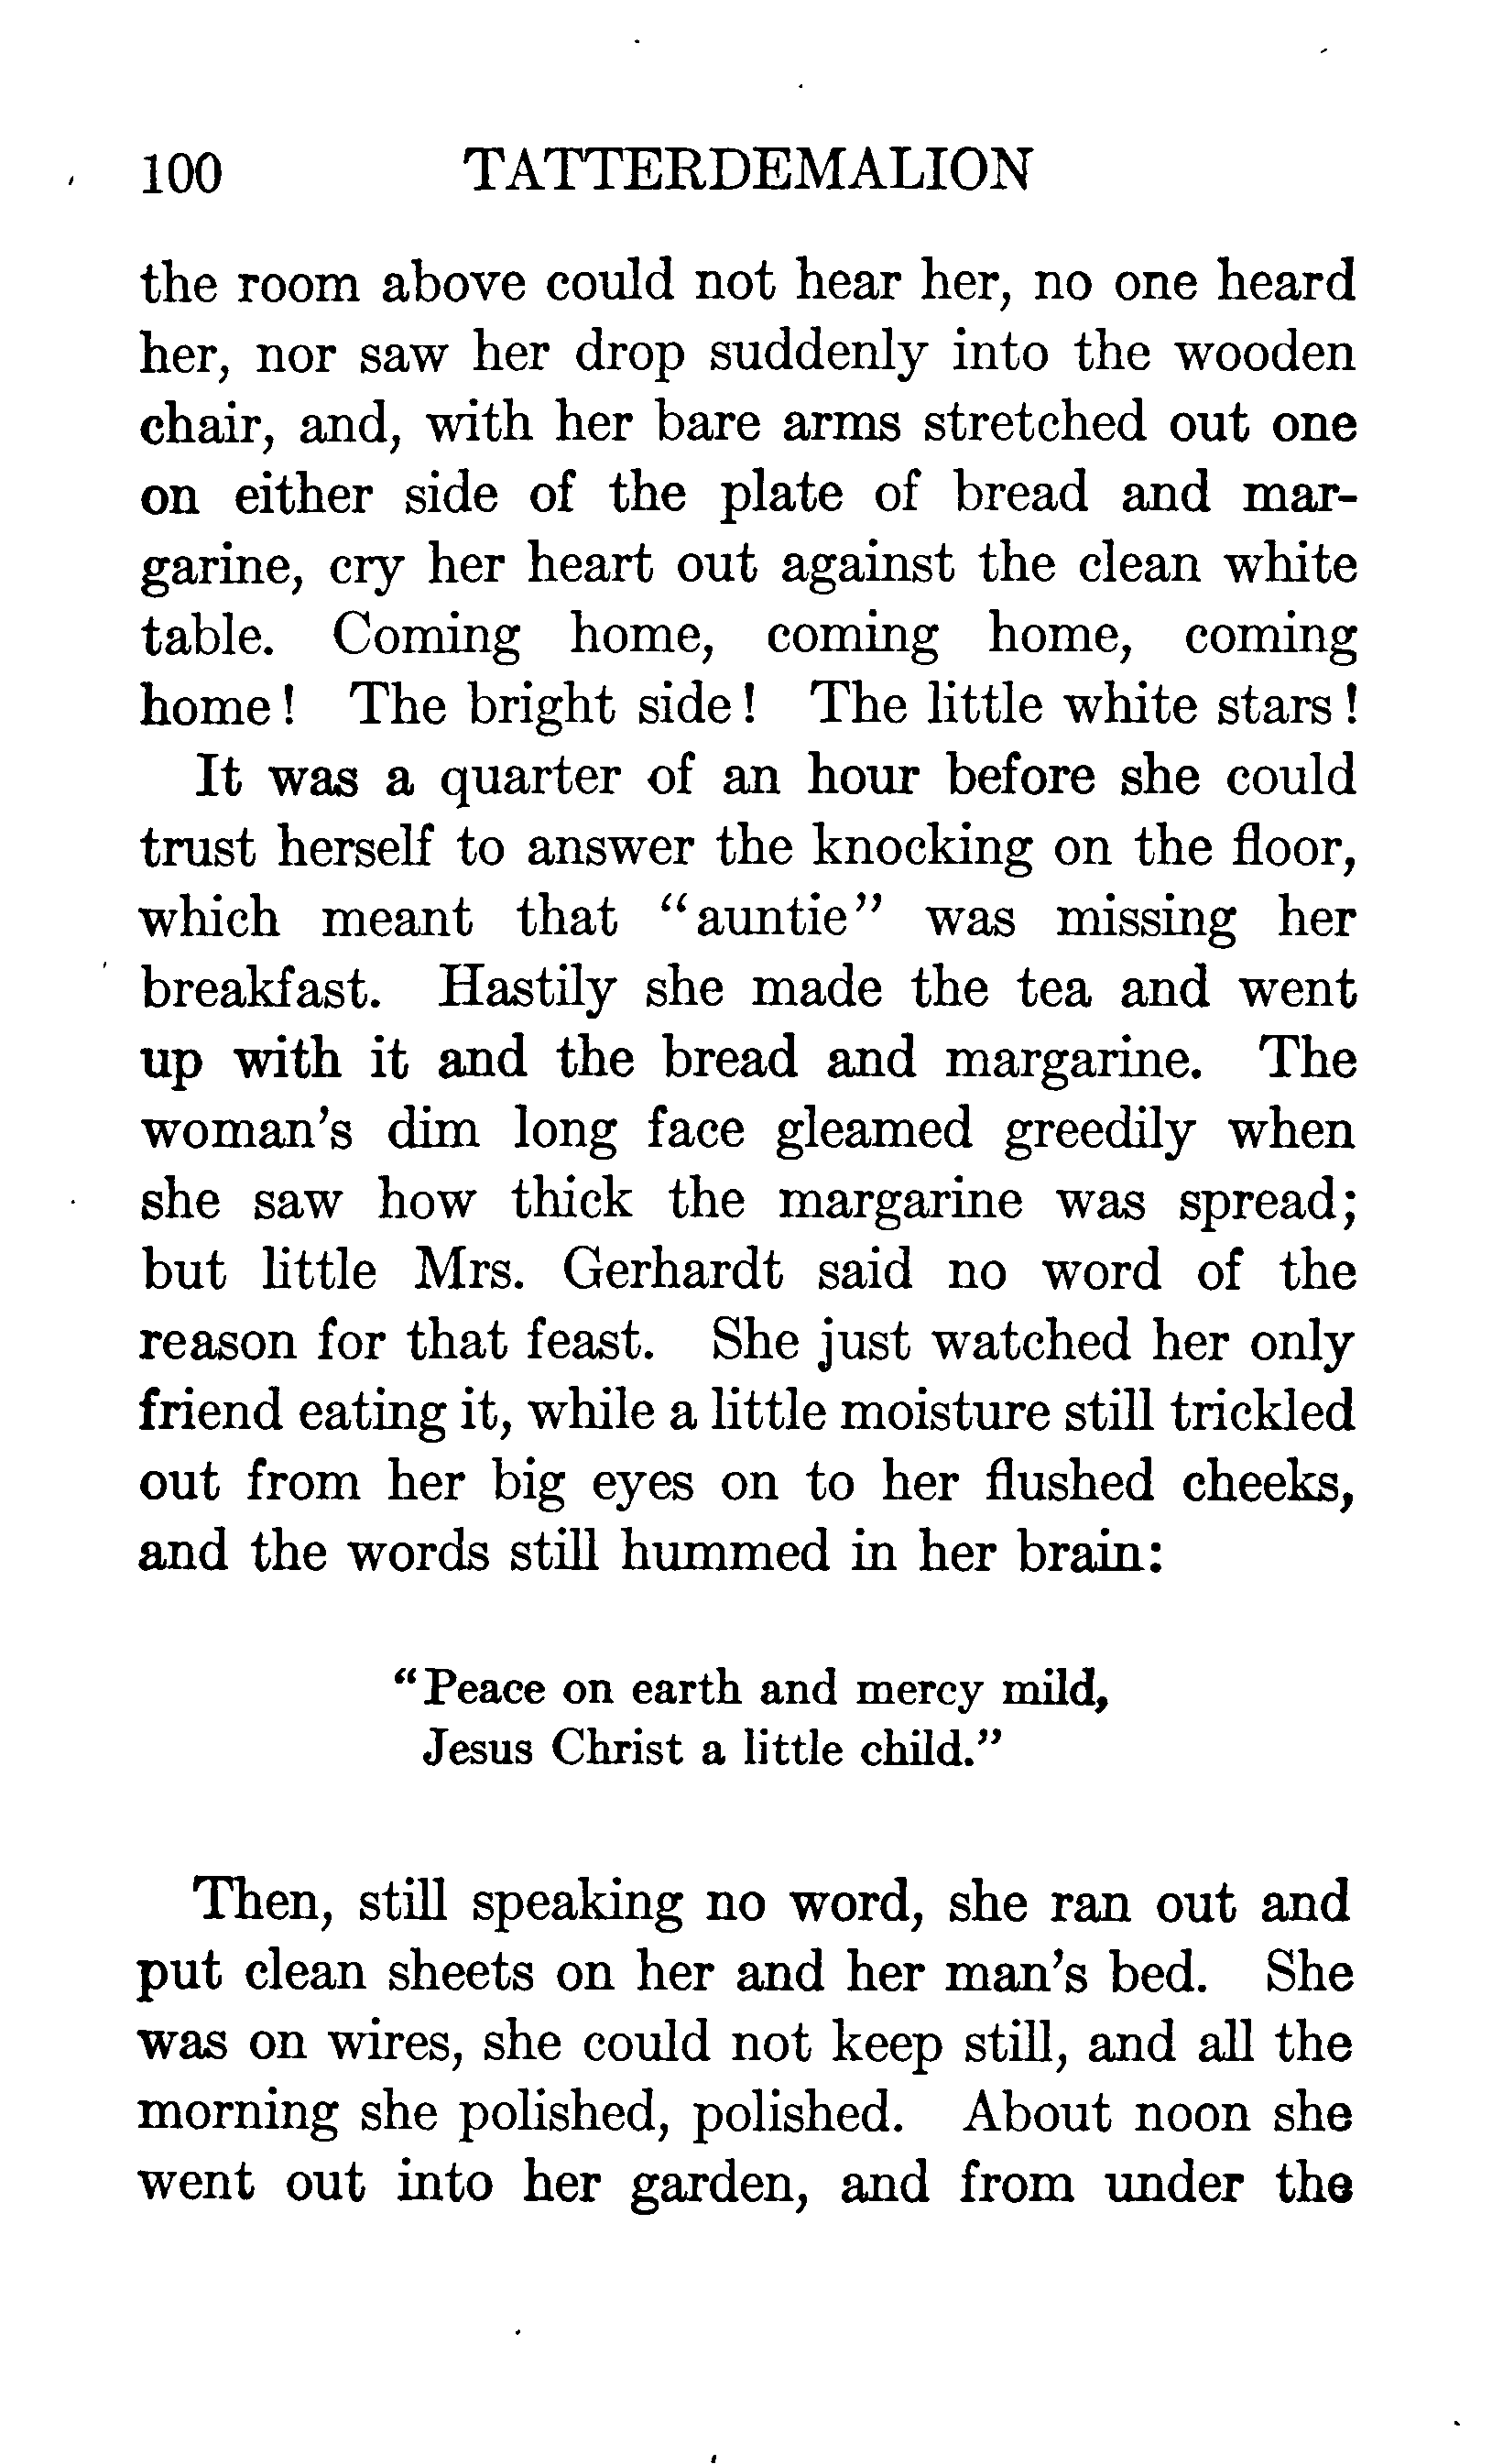 100 TATTERDEMALION
the room above could not hear her, no one heard
her, nor saw her drop suddenly into the wooden
chair, and, with her bare arms stretched out one
on either side of the plate of bread and mar-
garine, cry her heart out against the clean white
table. Coming home, coming home, coming
home! The bright side! The little white stars!
It was a quarter of an hour before she could
trust herself to answer the knocking on the floor,
which meant that "auntie" was missing her
breakfast. Hastily she made the tea and went
up with it and the bread and margarine. The
woman's dim long face gleamed greedily when
she saw how thick the margarine was spread;
but little Mrs. Gerhardt said no word of the
reason for that feast. She just watched her only
friend eating it, while a little moisture still trickled
out from her big eyes on to her flushed cheeks,
and the words still hummed in her brain:
"Peace on earth and mercy mild,
Jesus Christ a little child."
Then, still speaking no word, she ran out and
put clean sheets on her and her man's bed. She
was on wires, she could not keep still, and all the
morning she polished, polished. About noon she
went out into her garden, and from under the